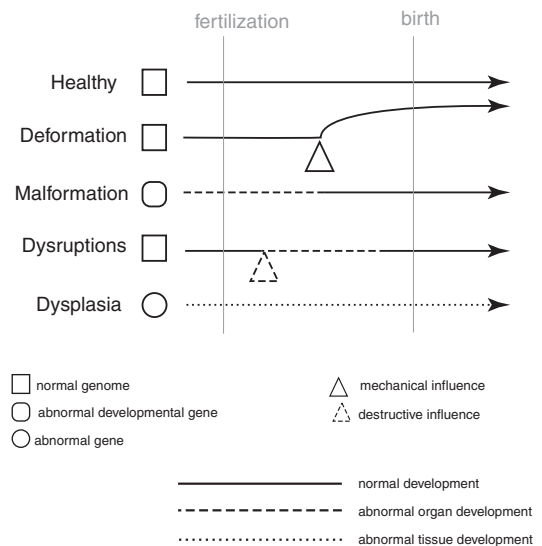 fertilization birth
Healthy
Deformation
Malformation
Dysruptions
Dysplasia
normal genome
abnormal developmental gene
abnormal gene
mechanical influence
destructive influence
normal development
abnormal organ development
abnormal tissue development